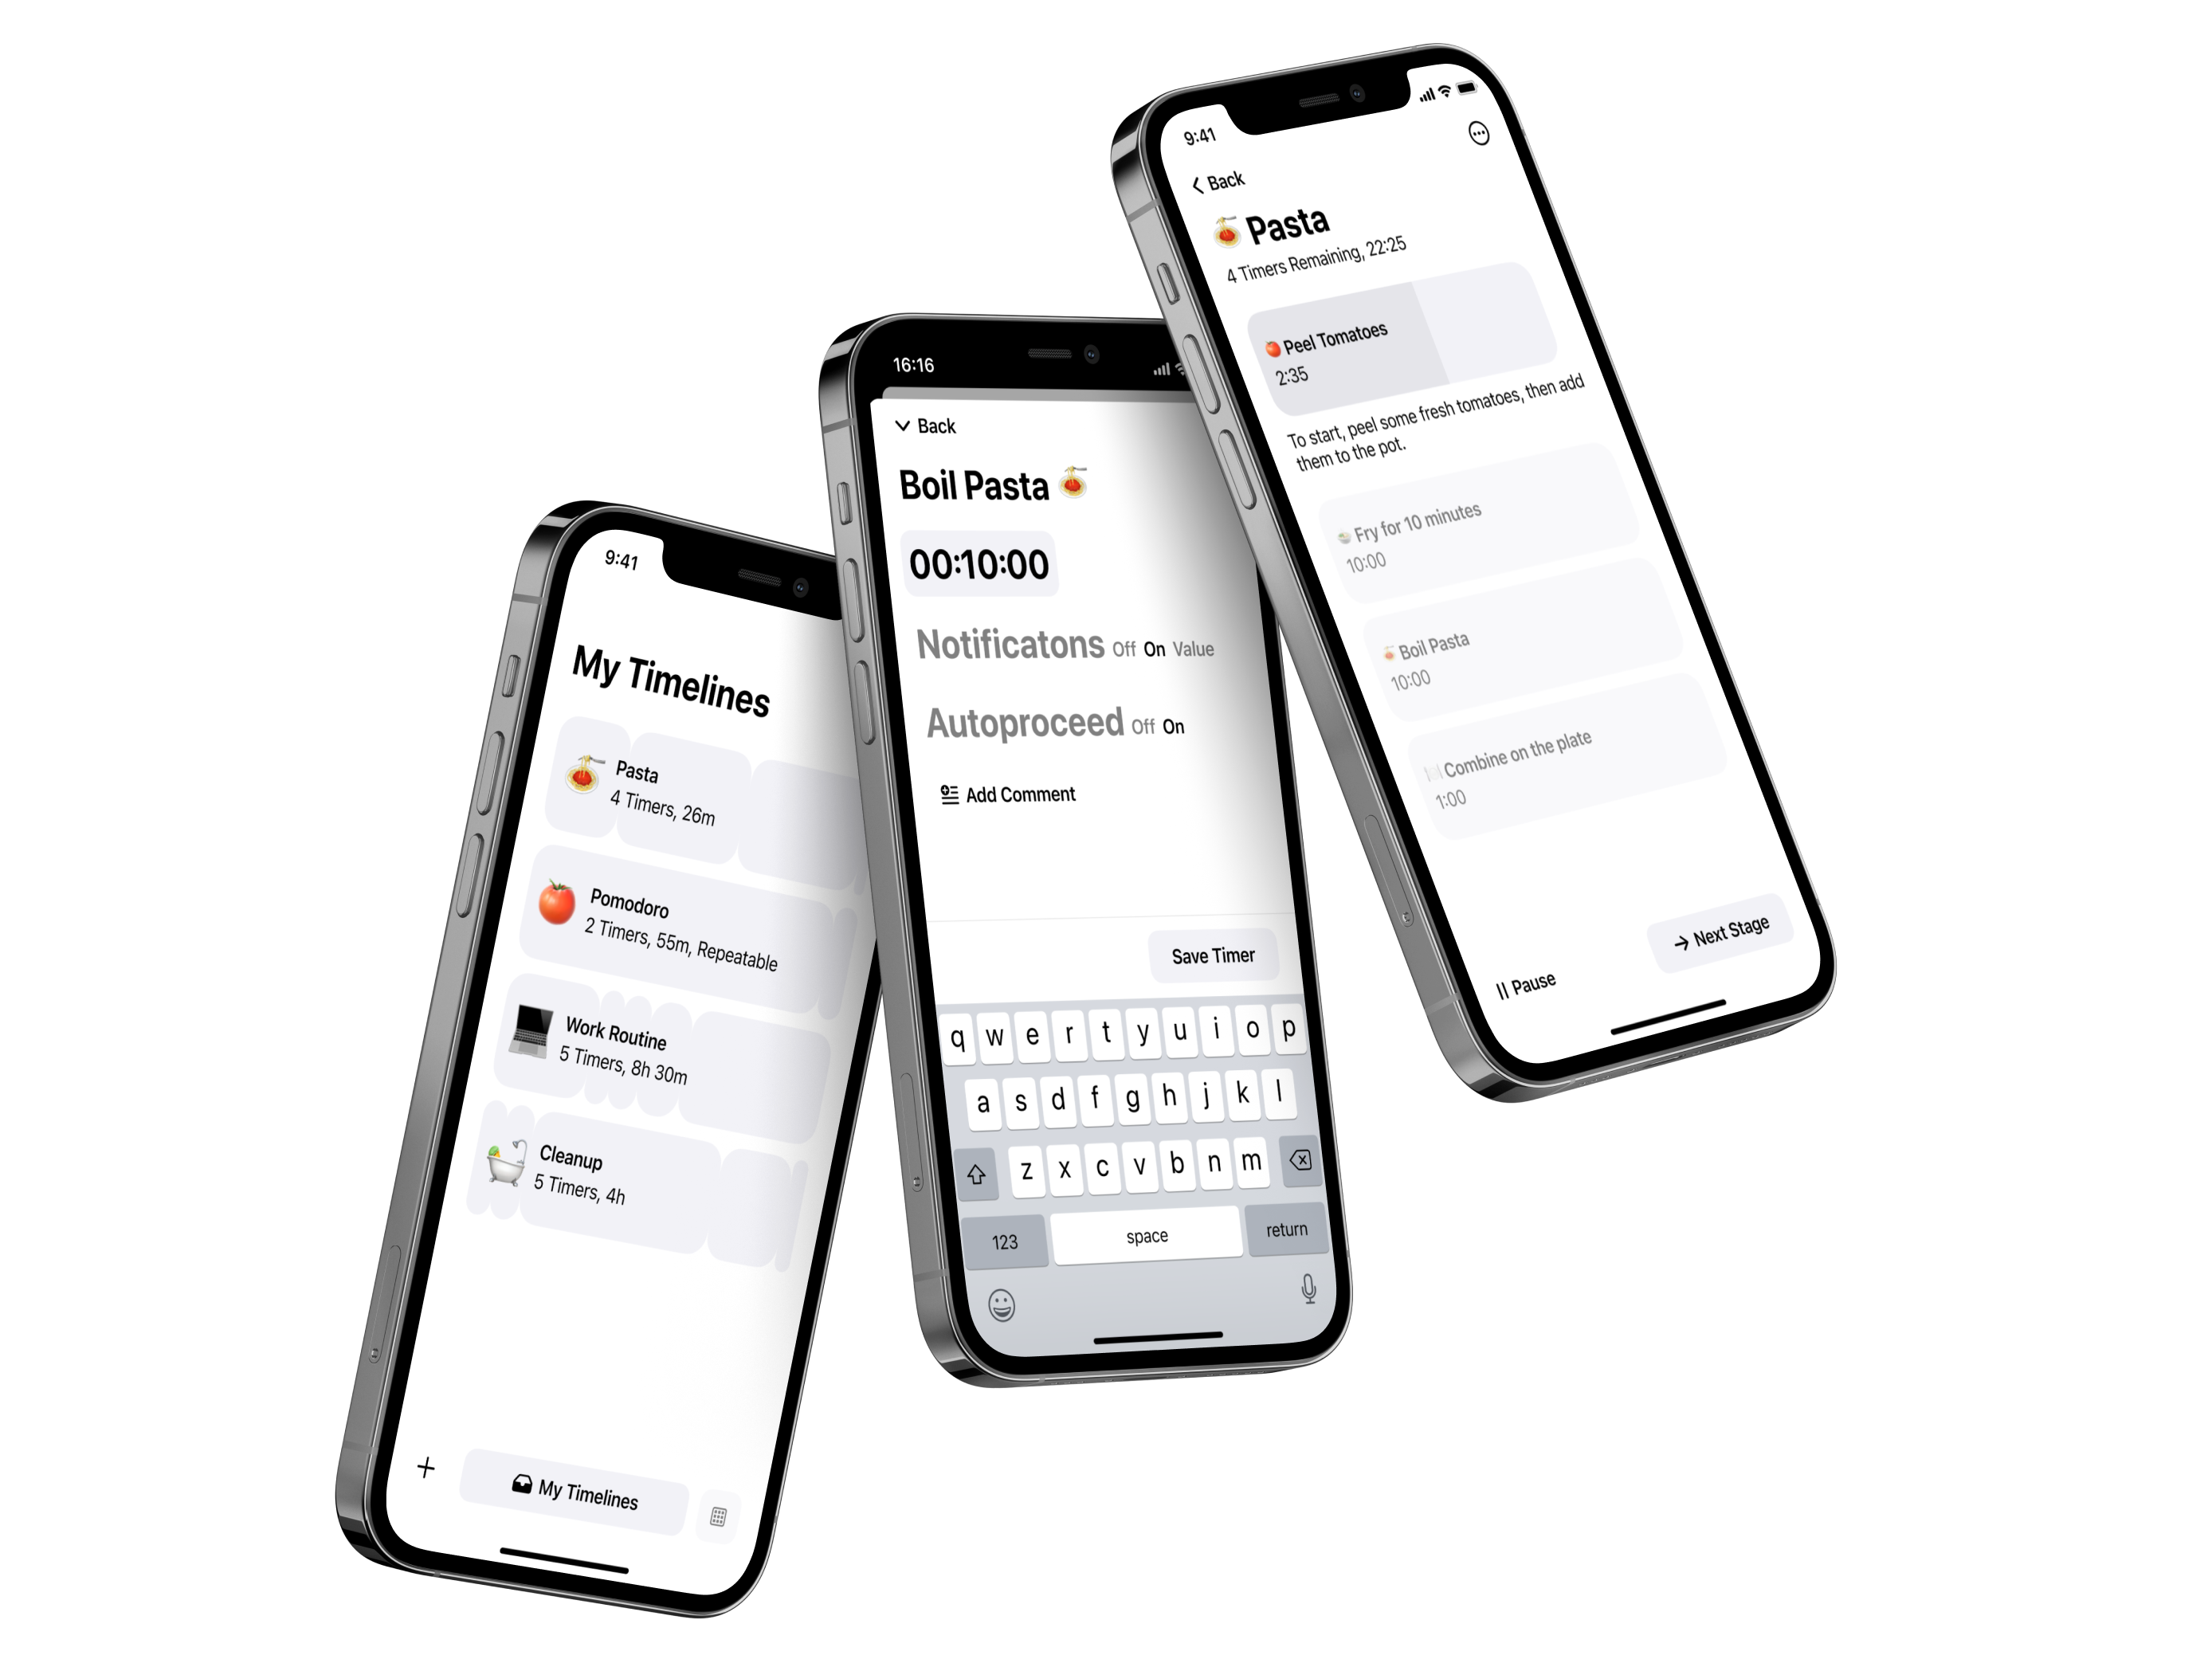 9:41
My Timelines
Pasta
4 Timers, 26m
Pomodoro
2 Timers, 55m, Repeatable
Work Routine
5 Timers, 8h 30m
Cleanup
5 Timers, 4h
+
My Timelines
16:16
Back
Boil Pasta
00:10:00
Notificatons Off On Value
Autoproceed Off On
Add Comment
Save Timer
q w e r t y u i o p
a s d f g h j k l
z x c v b n m
123 space return
9:41
Back
Pasta
4 Timers Remaining, 22:25
Peel Tomatoes
2:35
To start, peel some fresh tomatoes, then add
them to the pot.
Fry for 10 minutes
10:00
Boil Pasta
10:00
Combine on the plate
1:00
Next Stage
Pause